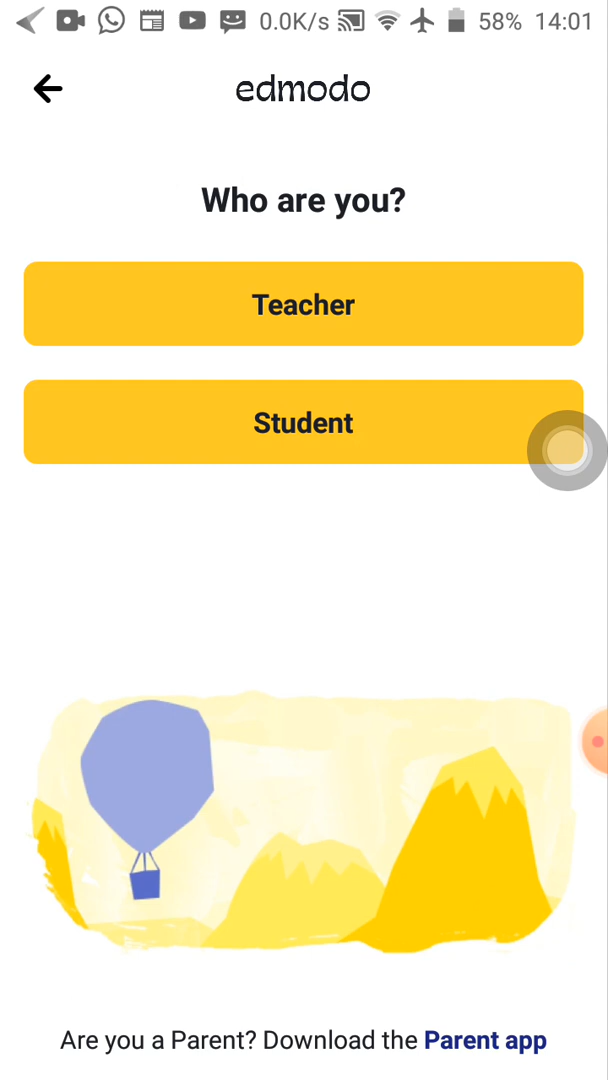 0.0K/s 58% 14:01
edmodo
Who are you?
Teacher
Student
Are you a Parent? Download the Parent app